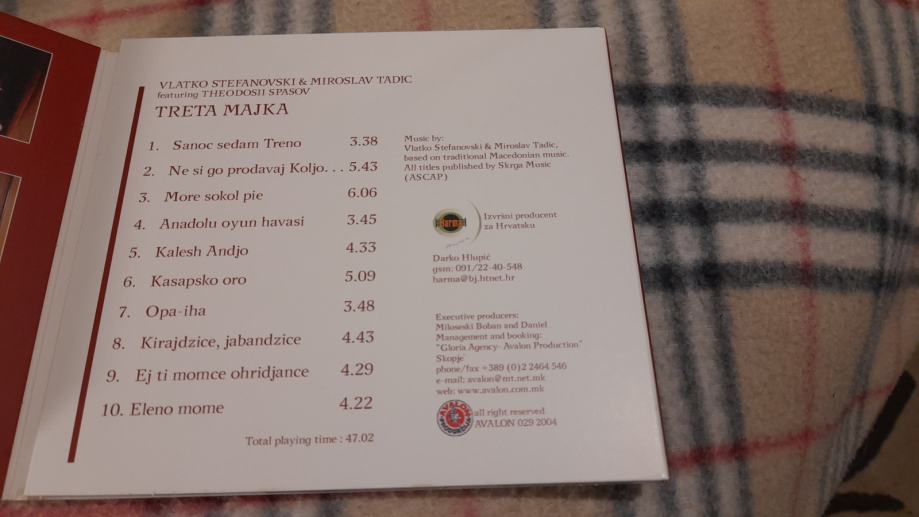 VLATKO STEFANOVSKI & MIROSLAV TADIC
featuring THEODOSII SPASOV
TRETA MAJKA
1. Sanoc sedam Treno 3.38
2. Ne si go prodavaj Koljo. . . 5.43
3. More sokol pie 6.06
4. Anadolu oyun havasi 3.45
5. Kalesh Andjo 4.33
6. Kasapsko oro 5.09
7. Opa-iha 3.48
8. Kirajdzice, jabandzice 4.43
9. Ej ti momce ohridjance 4.29
10. Eleno mome 4.22
Total playing time : 47.02
Music by:
Vlatko Stefanovski & Miroslav Tadic,
based on traditional Macedonian music.
All titles published by Skrga Music
(ASCAP)
Izvršni producent
za Hrvatsku
Darko Hlupić
gsm: 091/22-40-548
harma@bj.htnet.hr
Executive producers:
Miloseski Boban and Daniel
Management and booking:
"Gloria Agency- Avalon Production"
Skopje
phone/fax +389 (0)2 2464 546
e-mail: avalon@mt.net.mk
web: www.avalon.com.mk
AVALON
all right reserved
AVALON 029 2004